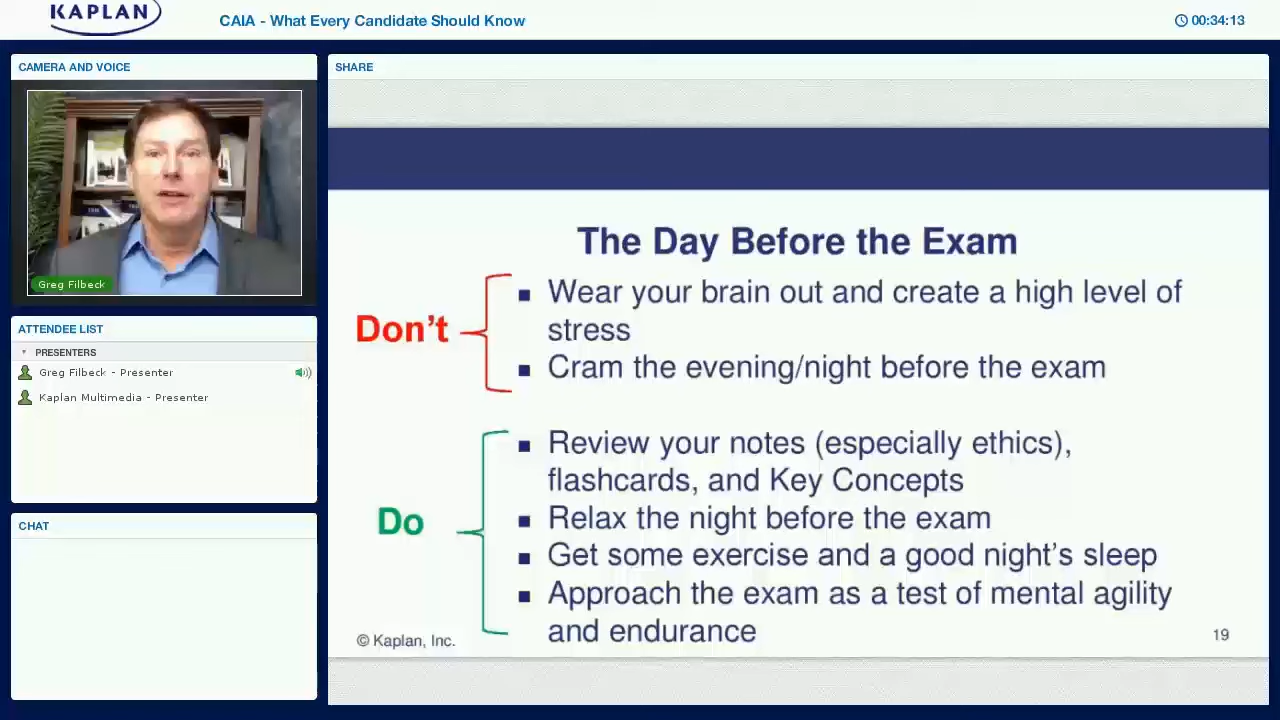 KAPLAN
CAIA - What Every Candidate Should Know
00:34:13
CAMERA AND VOICE
Greg Filbeck
ATTENDEE LIST
PRESENTERS
Greg Filbeck - Presenter
Kaplan Multimedia - Presenter
CHAT
SHARE
The Day Before the Exam
Don't
■ Wear your brain out and create a high level of
stress
■ Cram the evening/night before the exam
Do
■ Review your notes (especially ethics),
flashcards, and Key Concepts
■ Relax the night before the exam
■ Get some exercise and a good night's sleep
■ Approach the exam as a test of mental agility
and endurance
© Kaplan, Inc.
19